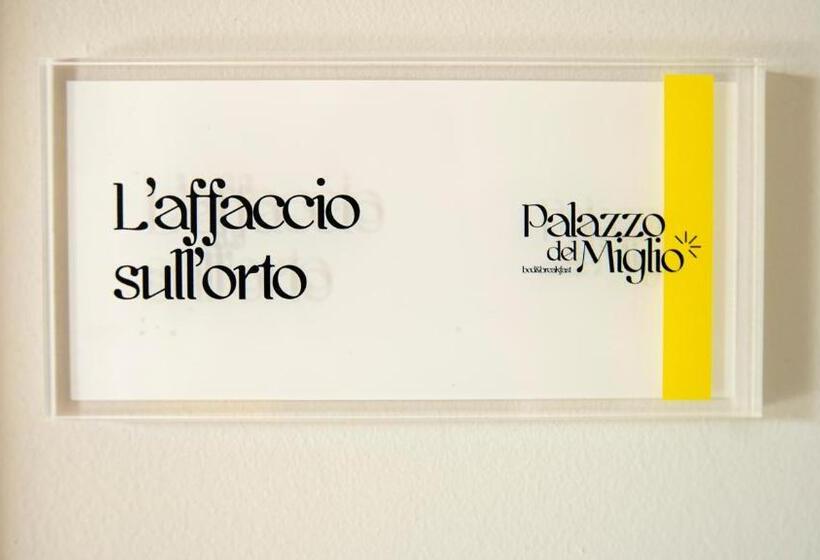 L'affaccio
sull'orto
Palazzo
del Miglio
bed&breakfast